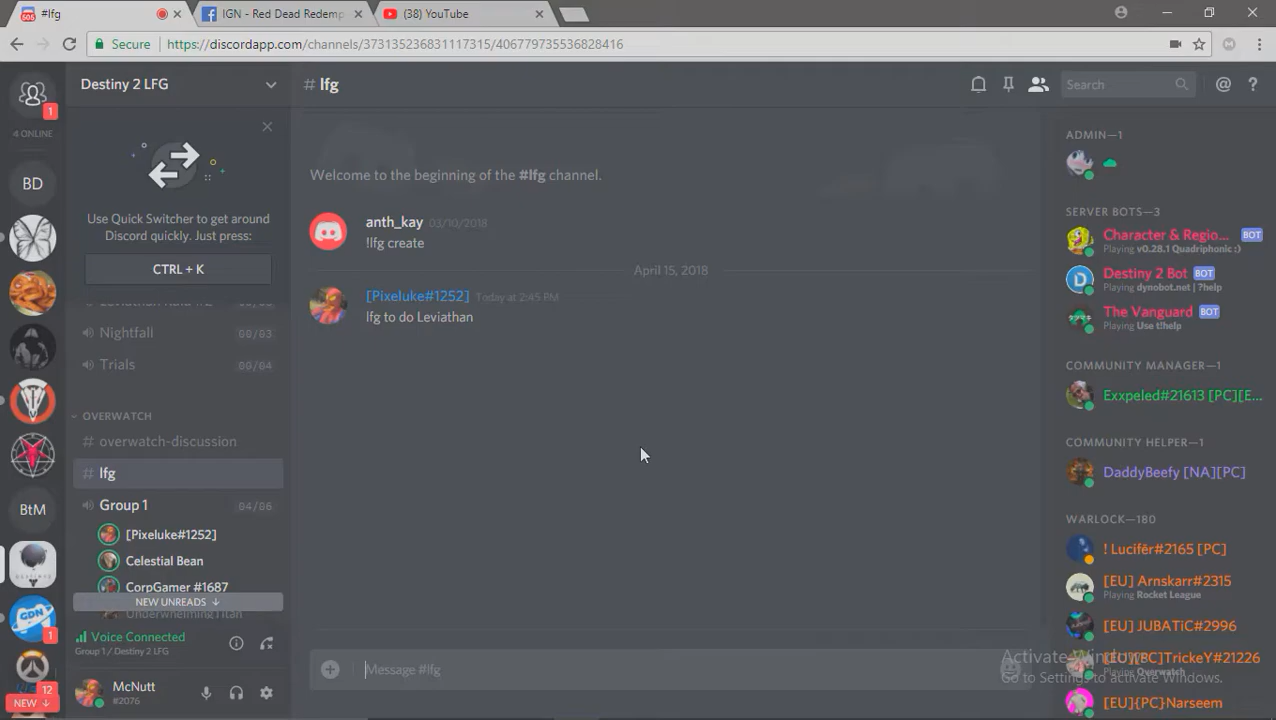 #lfg
IGN - Red Dead Redemp
(38) YouTube
Secure
https://discordapp.com/channels/373135236831117315/406779735536828416
1
4 ONLINE
BD
BtM
GDN
1
12
NEW ↓
Destiny 2 LFG
Use Quick Switcher to get around
Discord quickly. Just press:
CTRL + K
Nightfall 00/03
Trials 00/04
OVERWATCH
# overwatch-discussion
# lfg
Group 1 04/06
[Pixeluke#1252]
Celestial Bean
CorpGamer #1687
NEW UNREADS ↓
UnderwhelmingTitan
Voice Connected
Group 1 / Destiny 2 LFG
McNutt
#2076
# lfg
Search
Welcome to the beginning of the #lfg channel.
anth_kay 03/10/2018
!lfg create
April 15, 2018
[Pixeluke#1252] Today at 2:45 PM
lfg to do Leviathan
Message #lfg
ADMIN—1
SERVER BOTS—3
Character & Regio... BOT
Playing v0.28.1 Quadriphonic :)
Destiny 2 Bot BOT
Playing dynobot.net | ?help
The Vanguard BOT
Playing Use t!help
COMMUNITY MANAGER—1
Exxpeled#21613 [PC][E...
COMMUNITY HELPER—1
DaddyBeefy [NA][PC]
WARLOCK—180
! Lucifēr#2165 [PC]
[EU] Arnskarr#2315
Playing Rocket League
[EU] JUBATiC#2996
[EU][PC]TrickeY#21226
Playing Overwatch
[EU]{PC}Narseem
Activate Windows
Go to Settings to activate Windows.